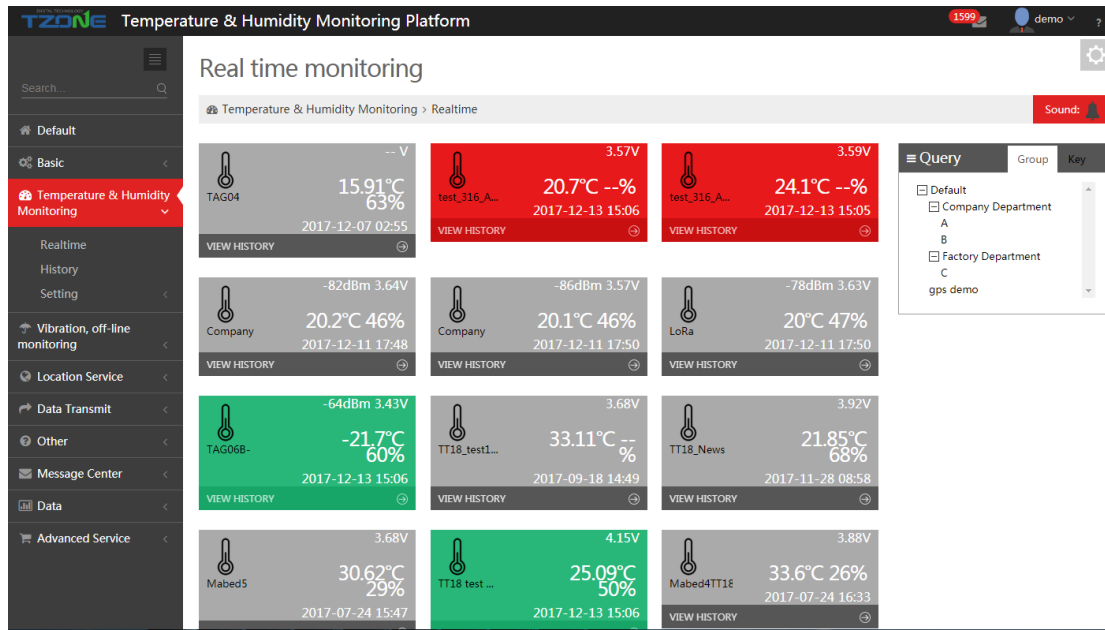 DIGITAL TECHNOLOGY
TZONE Temperature & Humidity Monitoring Platform
1599
demo
?
Search...
Default
Basic
Temperature & Humidity
Monitoring
Realtime
History
Setting
Vibration, off-line
monitoring
Location Service
Data Transmit
Other
Message Center
Data
Advanced Service
Real time monitoring
Temperature & Humidity Monitoring > Realtime
Sound:
-- V
TAG04
15.91°C
63%
2017-12-07 02:55
VIEW HISTORY
3.57V
test_316_A...
20.7°C --%
2017-12-13 15:06
VIEW HISTORY
3.59V
test_316_A...
24.1°C --%
2017-12-13 15:05
VIEW HISTORY
-82dBm 3.64V
Company
20.2°C 46%
2017-12-11 17:48
VIEW HISTORY
-86dBm 3.57V
Company
20.1°C 46%
2017-12-11 17:50
VIEW HISTORY
-78dBm 3.63V
LoRa
20°C 47%
2017-12-11 17:50
VIEW HISTORY
-64dBm 3.43V
TAG06B-
-21.7°C
60%
2017-12-13 15:06
VIEW HISTORY
3.68V
TT18_test1...
33.11°C --
%
2017-09-18 14:49
VIEW HISTORY
3.92V
TT18_News
21.85°C
68%
2017-11-28 08:58
VIEW HISTORY
3.68V
Mabed5
30.62°C
29%
2017-07-24 15:47
4.15V
TT18 test ...
25.09°C
50%
2017-12-13 15:06
3.88V
Mabed4TT18
33.6°C 26%
2017-07-24 16:33
VIEW HISTORY
Query
Group
Key
Default
Company Department
A
B
Factory Department
C
gps demo